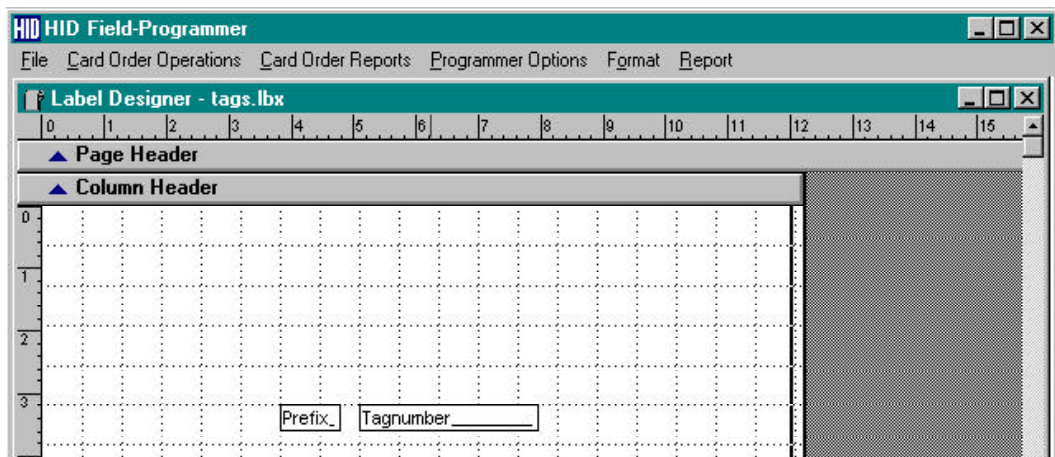 HID HID Field-Programmer
File Card Order Operations Card Order Reports Programmer Options Format Report
Label Designer - tags.lbx
0 1 2 3 4 5 6 7 8 9 10 11 12 13 14 15
Page Header
Column Header
0
1
2
3
Prefix_ Tagnumber_________